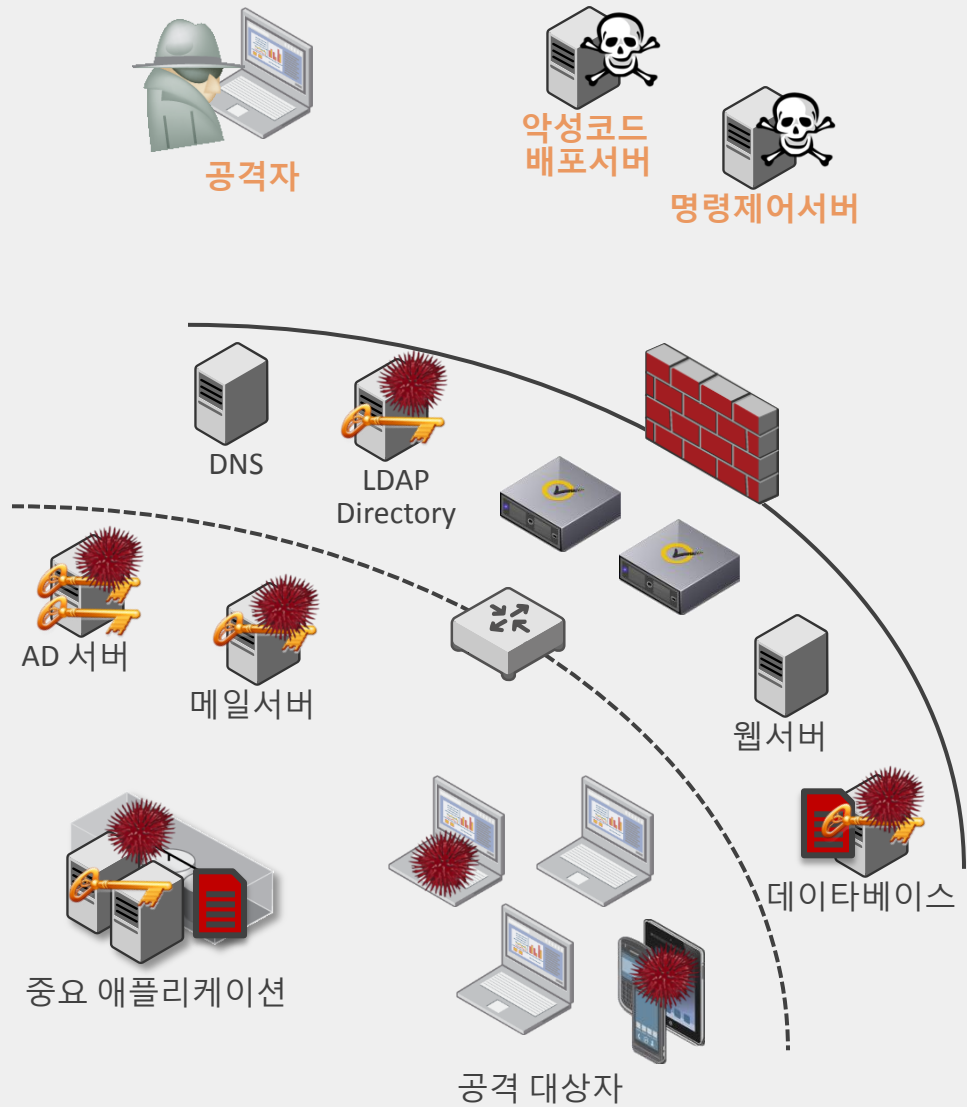 공격자
악성코드
배포서버
명령제어서버
DNS
LDAP
Directory
AD 서버
메일서버
웹서버
데이타베이스
중요 애플리케이션
공격 대상자